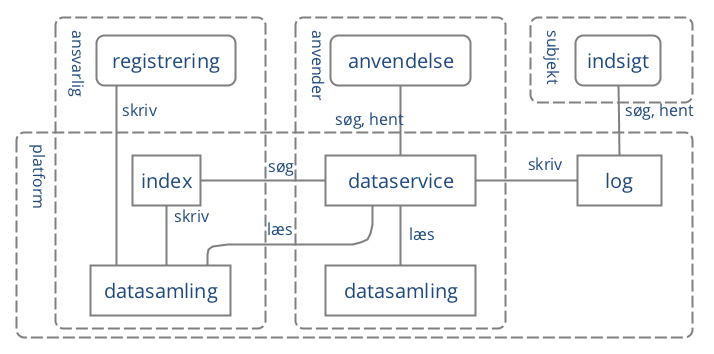 ansvarlig
registrering
anvender
anvendelse
subjekt
indsigt
skriv
søg, hent
søg, hent
platform
index
søg
dataservice
skriv
log
skriv
læs
læs
datasamling
datasamling